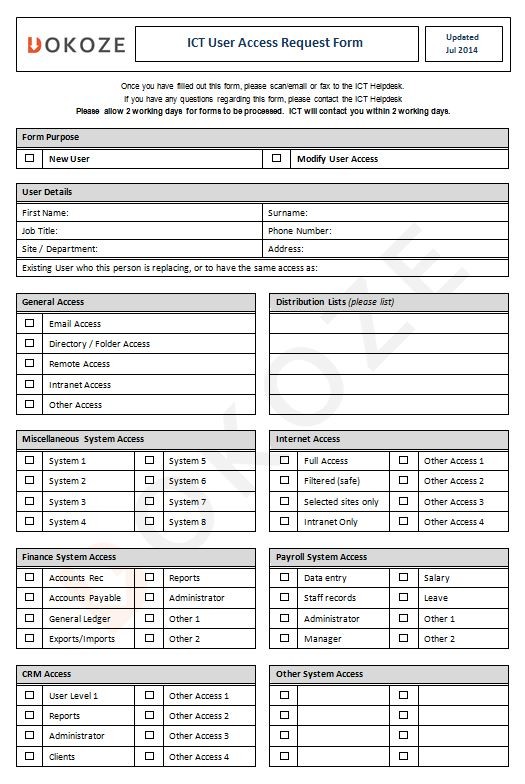 DOKOZE
ICT User Access Request Form
Updated
Jul 2014
Once you have filled out this form, please scan/email or fax to the ICT Helpdesk.
If you have any questions regarding this form, please contact the ICT Helpdesk
Please allow 2 working days for forms to be processed. ICT will contact you within 2 working days.
Form Purpose
New User
Modify User Access
User Details
First Name:
Surname:
Job Title:
Phone Number:
Site / Department:
Address:
Existing User who this person is replacing, or to have the same access as:
General Access
Email Access
Directory / Folder Access
Remote Access
Intranet Access
Other Access
Distribution Lists (please list)
Miscellaneous System Access
System 1
System 5
System 2
System 6
System 3
System 7
System 4
System 8
Internet Access
Full Access
Other Access 1
Filtered (safe)
Other Access 2
Selected sites only
Other Access 3
Intranet Only
Other Access 4
Finance System Access
Accounts Rec
Reports
Accounts Payable
Administrator
General Ledger
Other 1
Exports/Imports
Other 2
Payroll System Access
Data entry
Salary
Staff records
Leave
Administrator
Other 1
Manager
Other 2
CRM Access
User Level 1
Other Access 1
Reports
Other Access 2
Administrator
Other Access 3
Clients
Other Access 4
Other System Access
DOKOZE